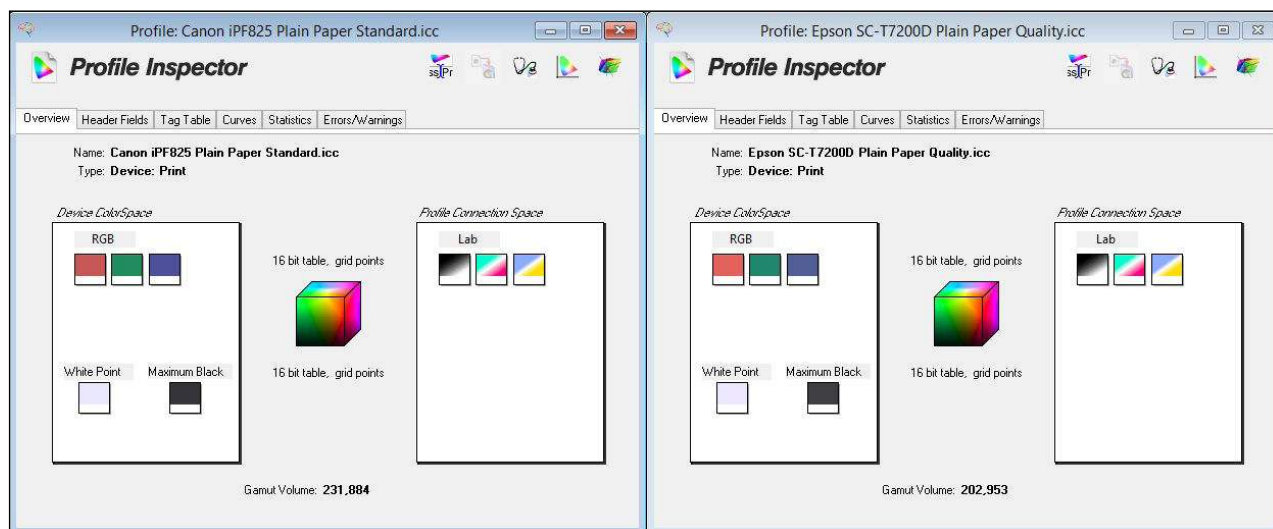 Profile: Canon iPF825 Plain Paper Standard.icc
Profile Inspector
Overview Header Fields Tag Table Curves Statistics Errors/Warnings
Name: Canon iPF825 Plain Paper Standard.icc
Type: Device: Print
Device ColorSpace
Profile Connection Space
RGB
Lab
16 bit table, grid points
White Point
Maximum Black
16 bit table, grid points
Gamut Volume: 231,884
Profile: Epson SC-T7200D Plain Paper Quality.icc
Profile Inspector
Overview Header Fields Tag Table Curves Statistics Errors/Warnings
Name: Epson SC-T7200D Plain Paper Quality.icc
Type: Device: Print
Device ColorSpace
Profile Connection Space
RGB
Lab
16 bit table, grid points
White Point
Maximum Black
16 bit table, grid points
Gamut Volume: 202,953